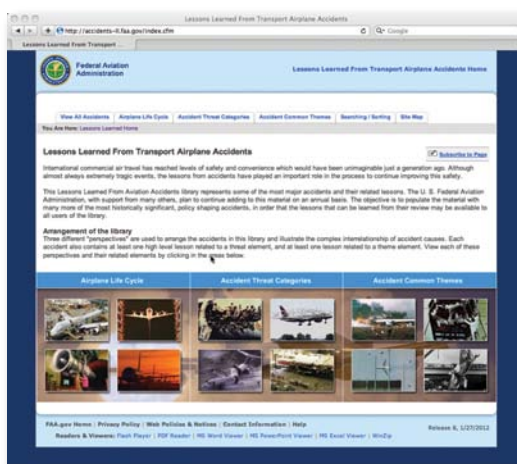 Lessons Learned From Transport Airplane Accidents
http://accidents-ll.faa.gov/index.cfm
Google
Lessons Learned From Transport ...
Federal Aviation
Administration
Lessons Learned From Transport Airplane Accidents Home
View All Accidents Airplane Life Cycle Accident Threat Categories Accident Common Themes Searching / Sorting Site Map
You Are Here: Lessons Learned Home
Lessons Learned From Transport Airplane Accidents
Subscribe to Page
International commercial air travel has reached levels of safety and convenience which would have been unimaginable just a generation ago. Although
almost always extremely tragic events, the lessons from accidents have played an important role in the process to continue improving this safety.
This Lessons Learned From Aviation Accidents library represents some of the most major accidents and their related lessons. The U. S. Federal Aviation
Administration, with support from many others, plan to continue adding to this material on an annual basis. The objective is to populate the material with
many more of the most historically significant, policy shaping accidents, in order that the lessons that can be learned from their review may be available to
all users of the library.
Arrangement of the library
Three different "perspectives" are used to arrange the accidents in this library and illustrate the complex interrelationship of accident causes. Each
accident also contains at least one high level lesson related to a threat element, and at least one lesson related to a theme element. View each of these
perspectives and their related elements by clicking in the areas below.
Airplane Life Cycle Accident Threat Categories Accident Common Themes
FAA.gov Home | Privacy Policy | Web Policies & Notices | Contact Information | Help
Readers & Viewers: Flash Player | PDF Reader | MS Word Viewer | MS PowerPoint Viewer | MS Excel Viewer | WinZip
Release 6, 1/27/2012